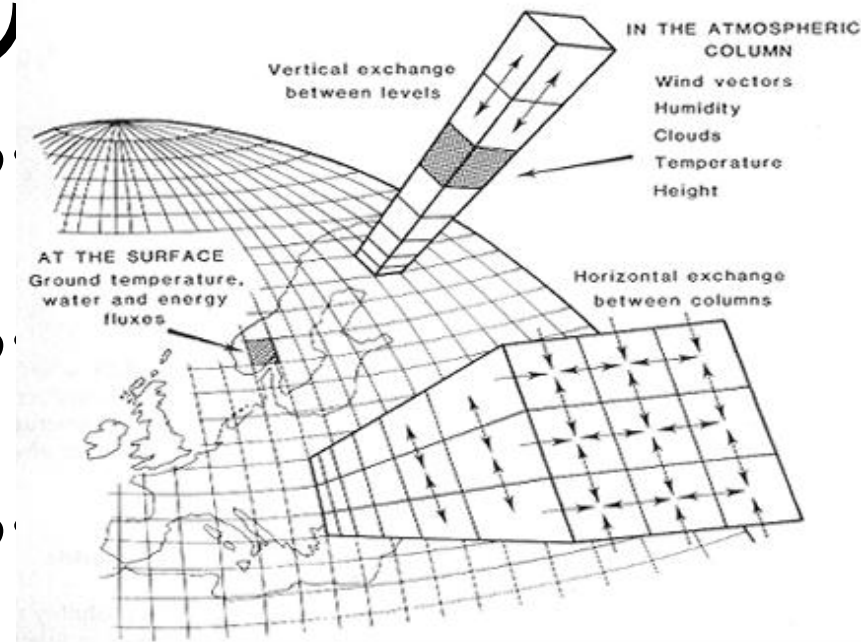 IN THE ATMOSPHERIC
COLUMN
Wind vectors
Humidity
Clouds
Temperature
Height
Vertical exchange
between levels
AT THE SURFACE
Ground temperature,
water and energy
fluxes
Horizontal exchange
between columns